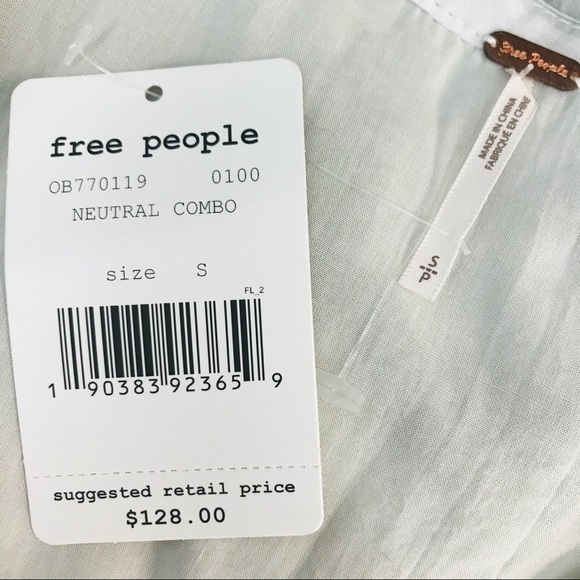 free people
OB770119 0100
NEUTRAL COMBO
size S
FL_2
1 90383 92365 9
suggested retail price
$128.00
free people
MADE IN CHINA
FABRIQUE EN CHINE
S
P